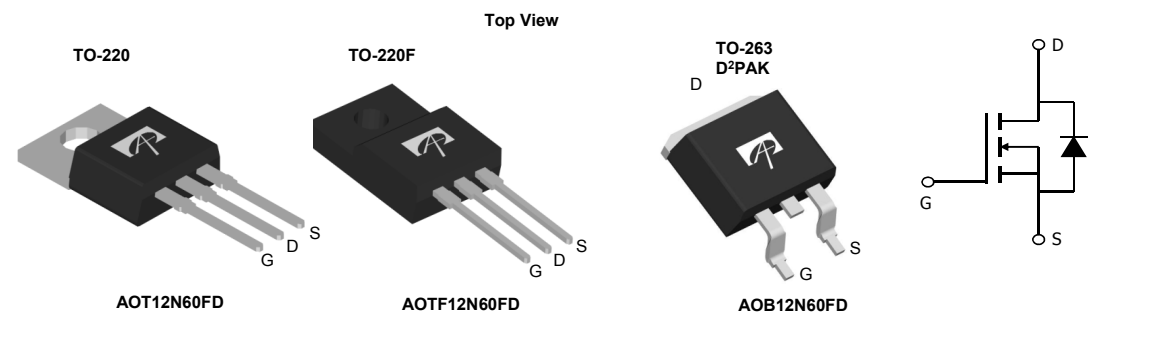 Top View
TO-220
TO-220F
TO-263
D²PAK
D
D
G
S
G
D
S
G
D
S
G
S
AOT12N60FD
AOTF12N60FD
AOB12N60FD